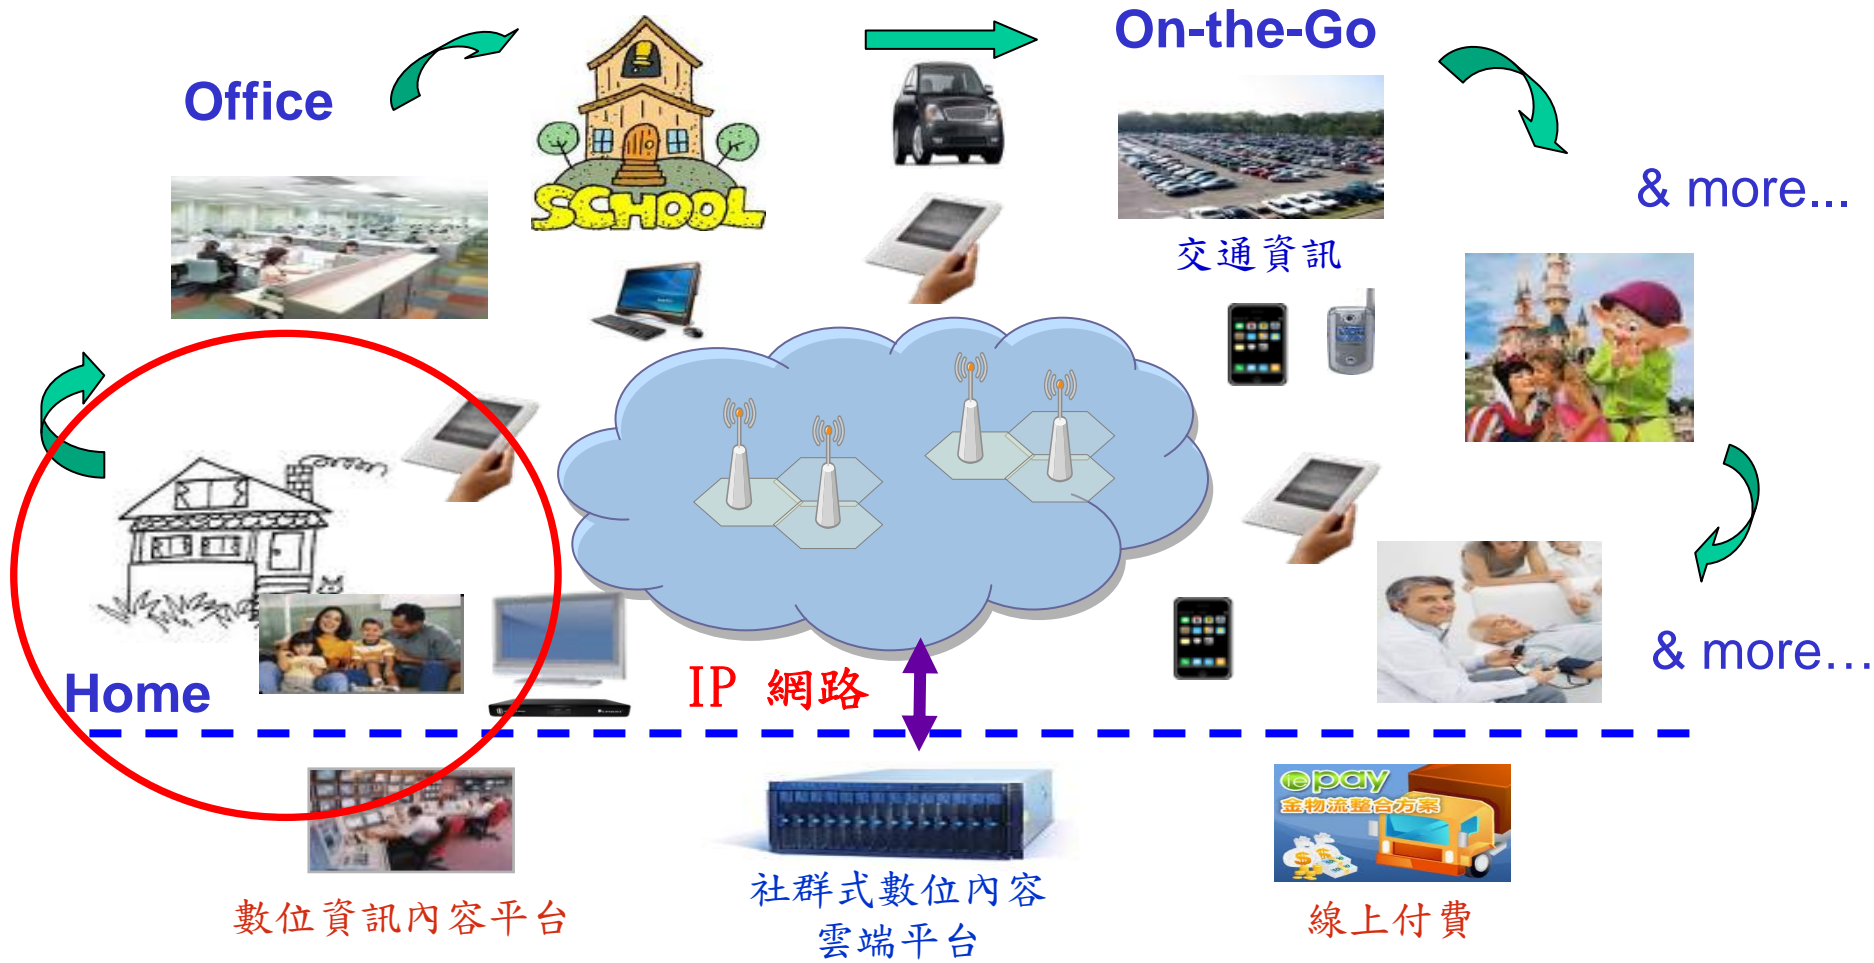 On-the-Go
Office
SCHOOL
& more...
交通資訊
& more...
IP 網路
Home
epay
金物流整合方案
社群式數位內容
雲端平台
數位資訊內容平台
線上付費